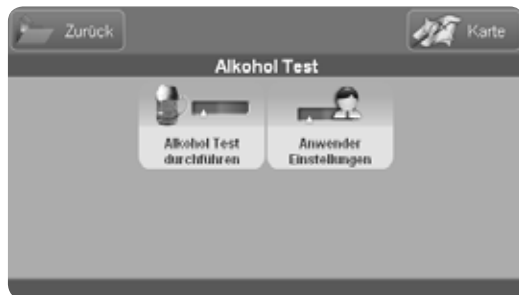 Zurück
Karte
Alkohol Test
Alkohol Test
durchführen
Anwender
Einstellungen